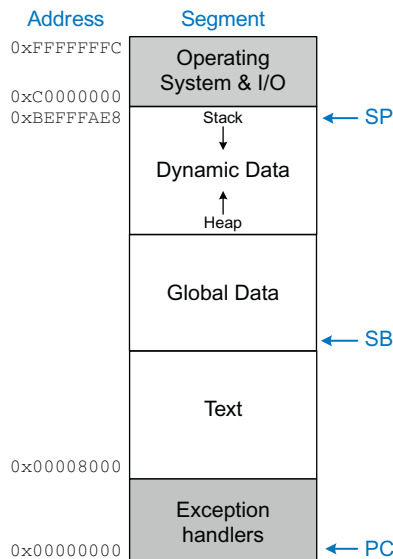 Address
Segment
0xFFFFFFFC
Operating
System & I/O
0xC0000000
0xBEFFFAE8
Stack
SP
Dynamic Data
Heap
Global Data
SB
Text
0x00008000
Exception
handlers
0x00000000
PC